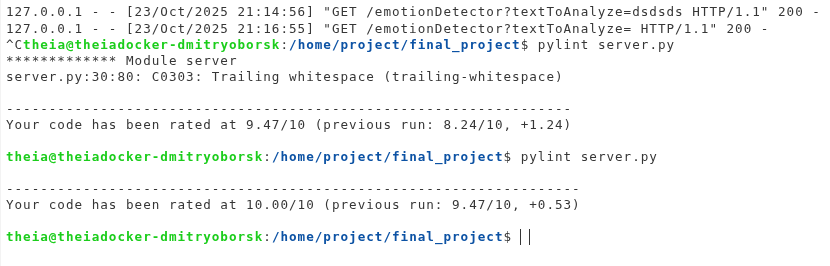 127.0.0.1 - - [23/Oct/2025 21:14:56] "GET /emotionDetector?textToAnalyze=dsdsds HTTP/1.1" 200 -
127.0.0.1 - - [23/Oct/2025 21:16:55] "GET /emotionDetector?textToAnalyze= HTTP/1.1" 200 -
^Ctheia@theiadocker-dmitryoborsk:/home/project/final_project$ pylint server.py
************* Module server
server.py:30:80: C0303: Trailing whitespace (trailing-whitespace)
------------------------------------------------------------------
Your code has been rated at 9.47/10 (previous run: 8.24/10, +1.24)
theia@theiadocker-dmitryoborsk:/home/project/final_project$ pylint server.py
-------------------------------------------------------------------
Your code has been rated at 10.00/10 (previous run: 9.47/10, +0.53)
theia@theiadocker-dmitryoborsk:/home/project/final_project$